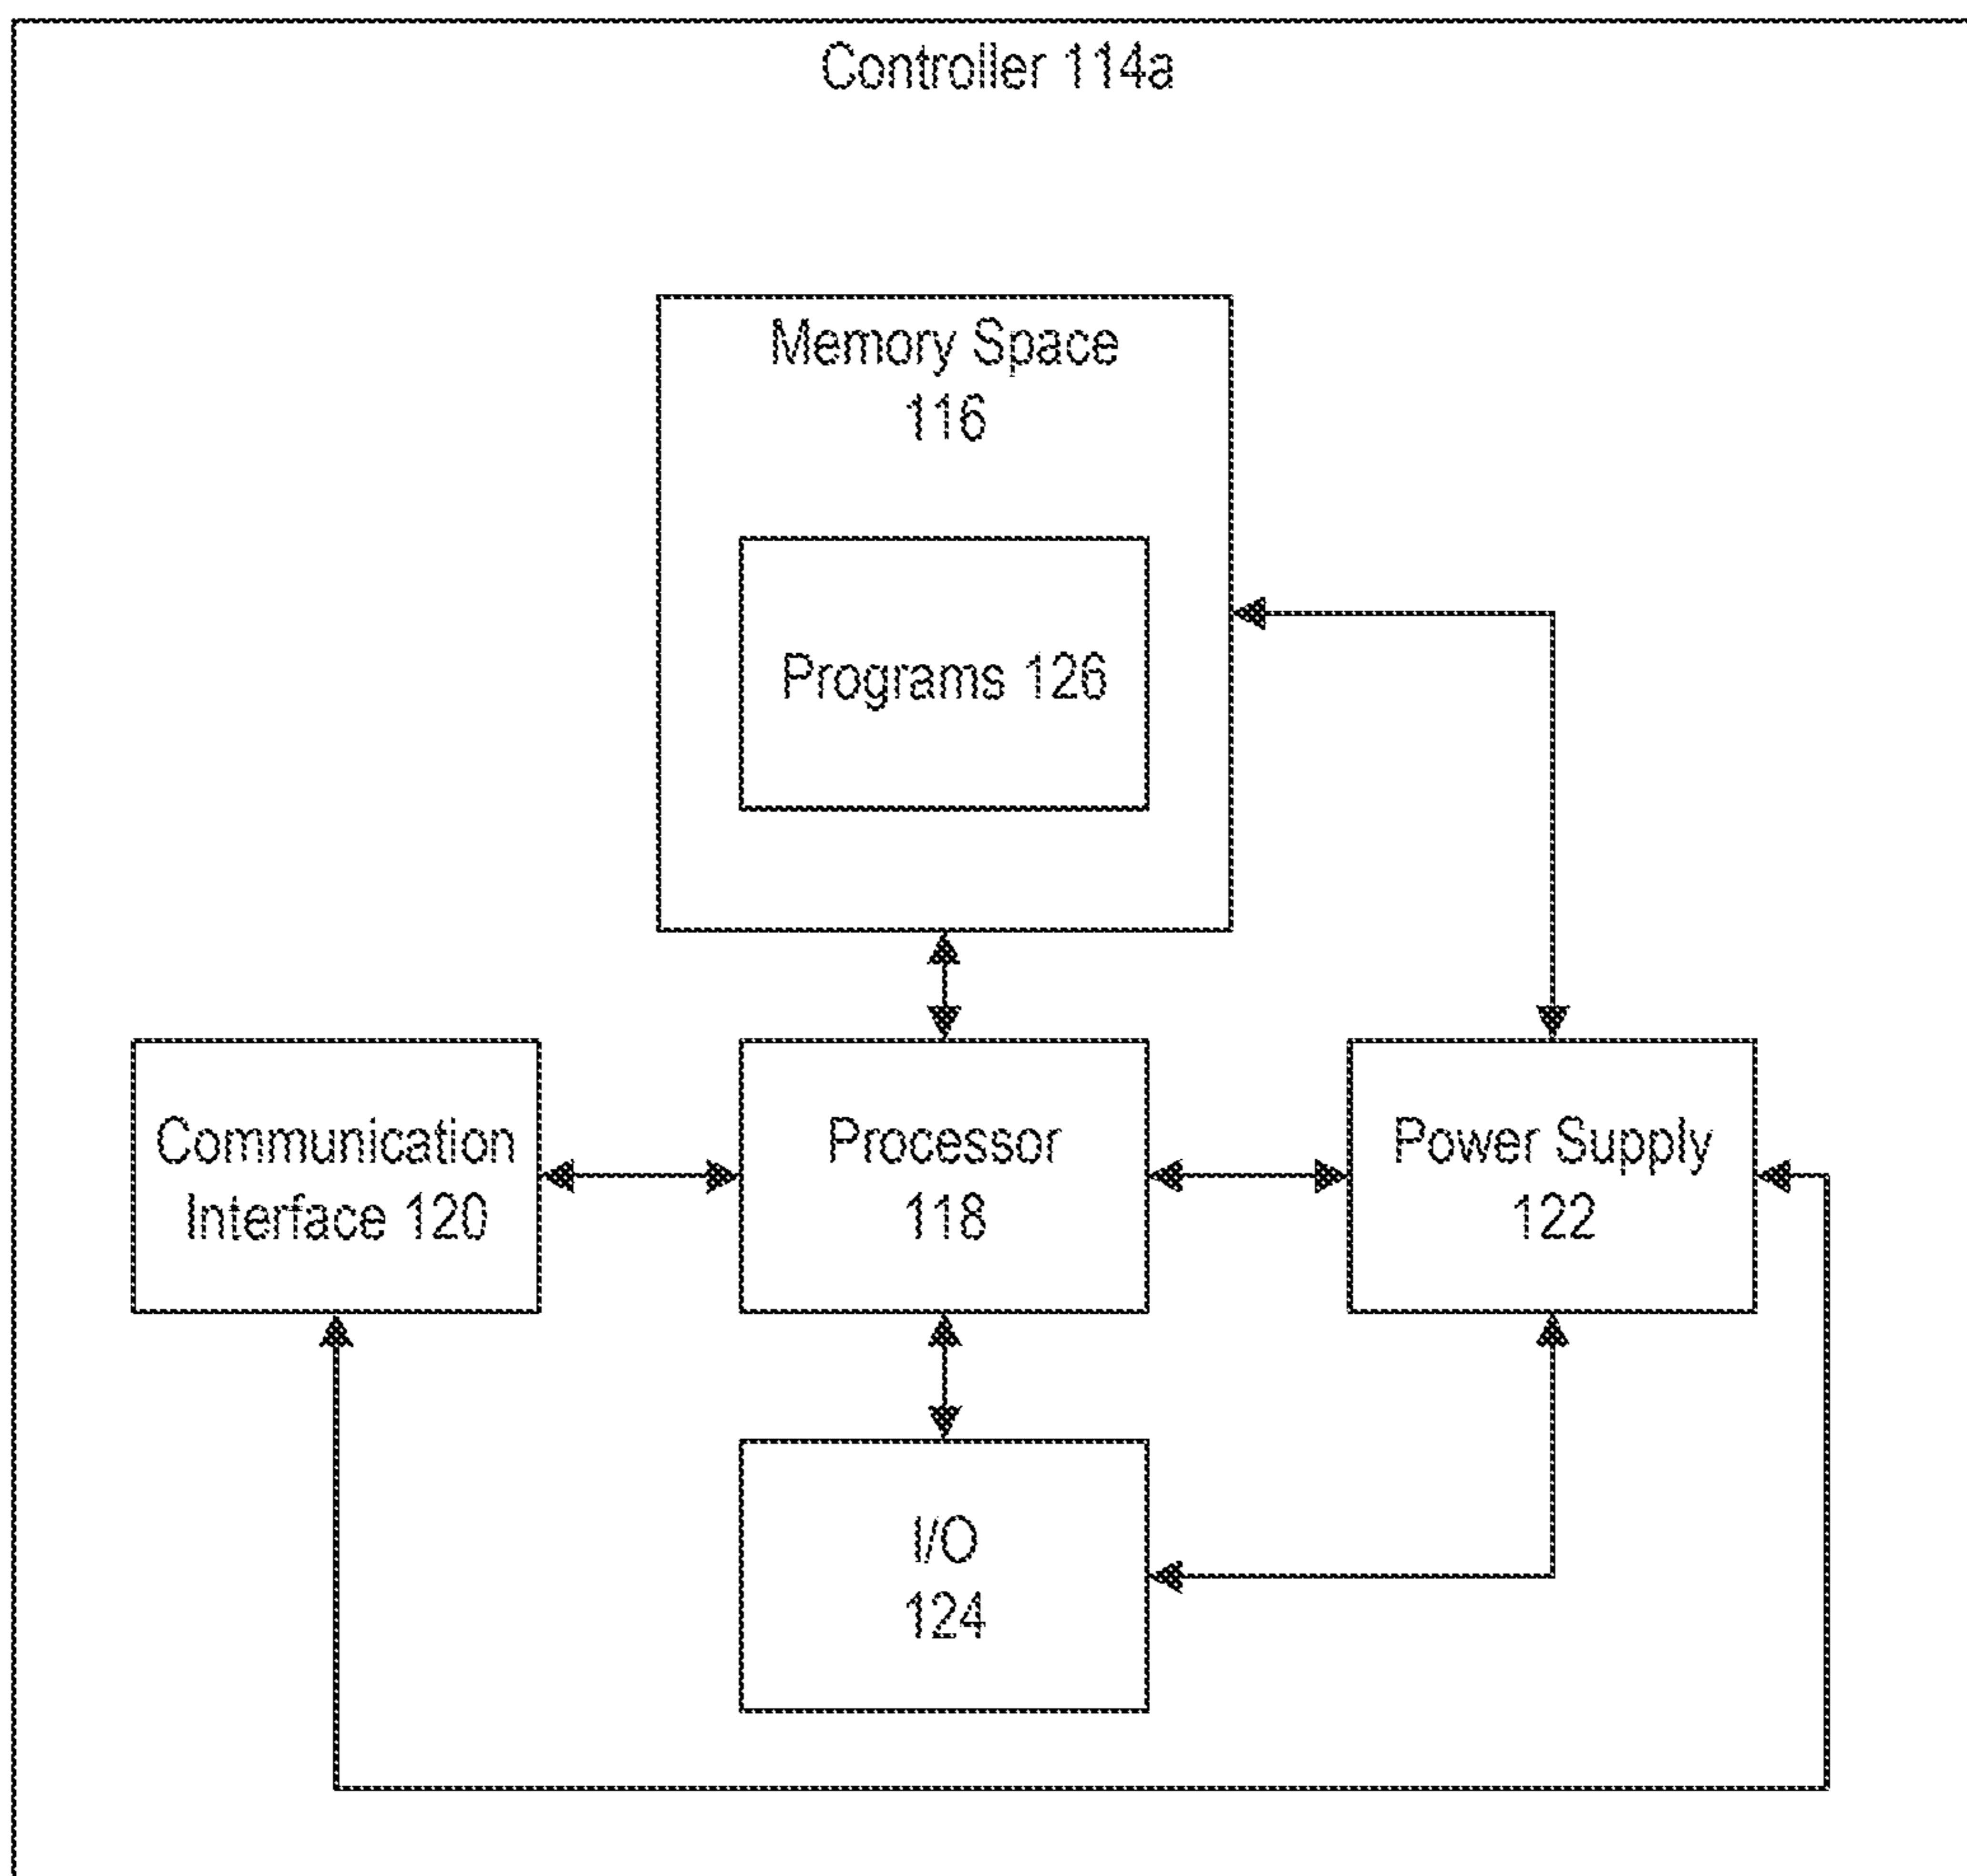 Controller 114a
Memory Space
116
Programs 126
Communication
Interface 120
Processor
118
Power Supply
122
I/O
124